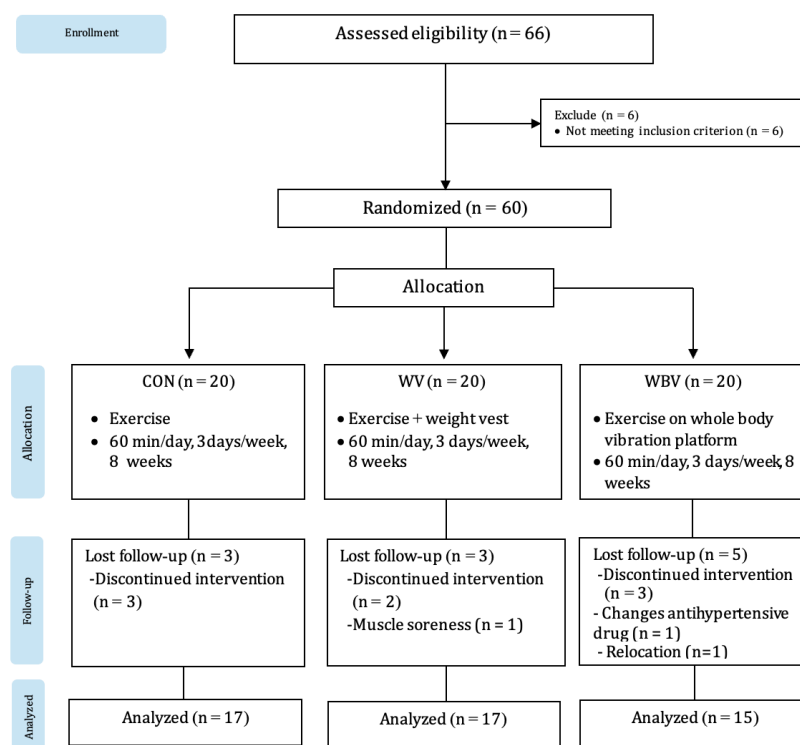 Enrollment
Assessed eligibility (n = 66)
Exclude (n = 6)
• Not meeting inclusion criterion (n = 6)
Randomized (n = 60)
Allocation
Allocation
CON (n = 20)
• Exercise
• 60 min/day, 3days/week,
8 weeks
WV (n = 20)
• Exercise + weight vest
• 60 min/day, 3 days/week,
8 weeks
WBV (n = 20)
• Exercise on whole body
vibration platform
• 60 min/day, 3 days/week, 8
weeks
Follow-up
Lost follow-up (n = 3)
-Discontinued intervention
(n = 3)
Lost follow-up (n = 3)
-Discontinued intervention
(n = 2)
-Muscle soreness (n = 1)
Lost follow-up (n = 5)
-Discontinued intervention
(n = 3)
- Changes antihypertensive
drug (n = 1)
- Relocation (n=1)
Analyzed
Analyzed (n = 17)
Analyzed (n = 17)
Analyzed (n = 15)